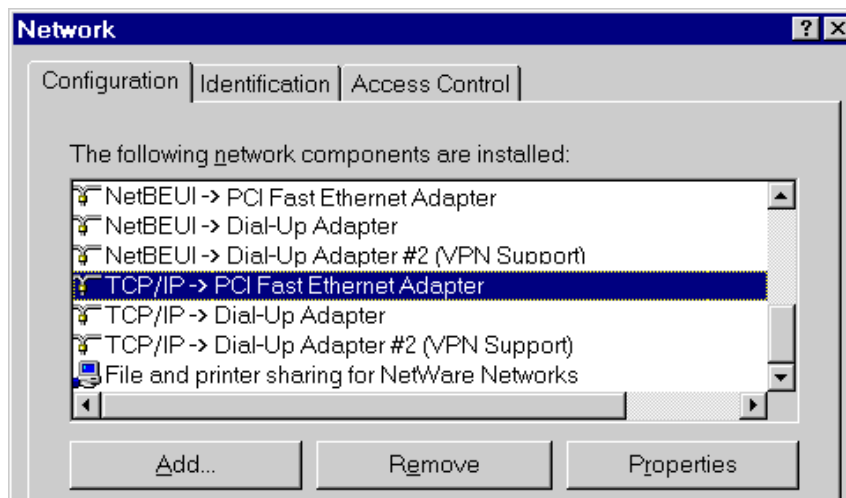 Network
Configuration Identification Access Control
The following network components are installed:
NetBEUI -> PCI Fast Ethernet Adapter
NetBEUI -> Dial-Up Adapter
NetBEUI -> Dial-Up Adapter #2 (VPN Support)
TCP/IP -> PCI Fast Ethernet Adapter
TCP/IP -> Dial-Up Adapter
TCP/IP -> Dial-Up Adapter #2 (VPN Support)
File and printer sharing for NetWare Networks
Add... Remove Properties